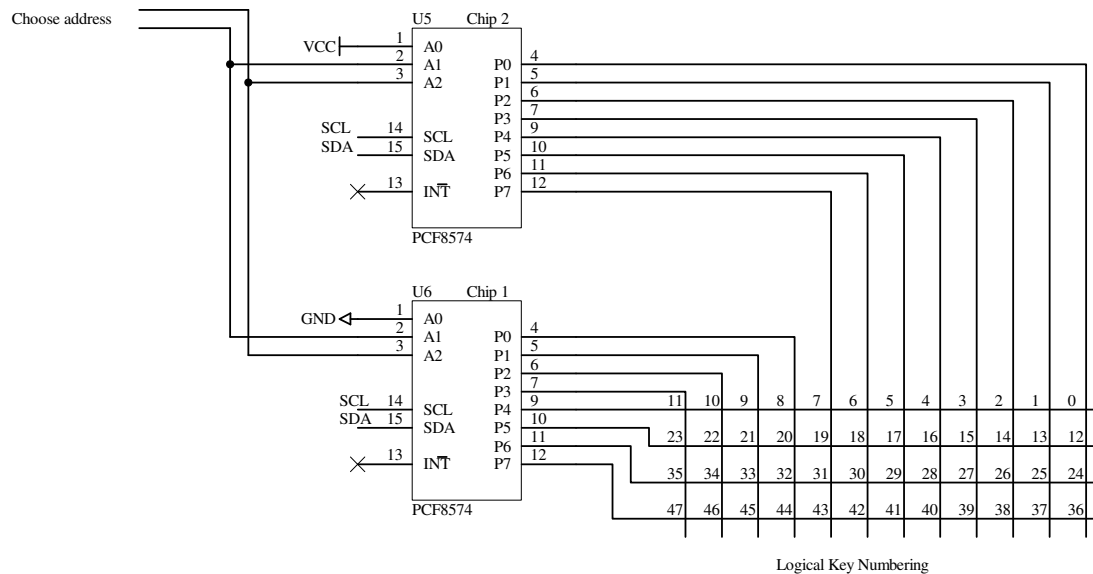 Choose address
U5 Chip 2
VCC 1 A0
2 A1 P0 4
3 A2 P1 5
P2 6
P3 7
SCL 14 SCL P4 9
SDA 15 SDA P5 10
P6 11
13 INT P7 12
PCF8574
U6 Chip 1
GND 1 A0
2 A1 P0 4
3 A2 P1 5
P2 6
P3 7
SCL 14 SCL P4 9 11 10 9 8 7 6 5 4 3 2 1 0
SDA 15 SDA P5 10 23 22 21 20 19 18 17 16 15 14 13 12
P6 11
13 INT P7 12 35 34 33 32 31 30 29 28 27 26 25 24
PCF8574 47 46 45 44 43 42 41 40 39 38 37 36
Logical Key Numbering